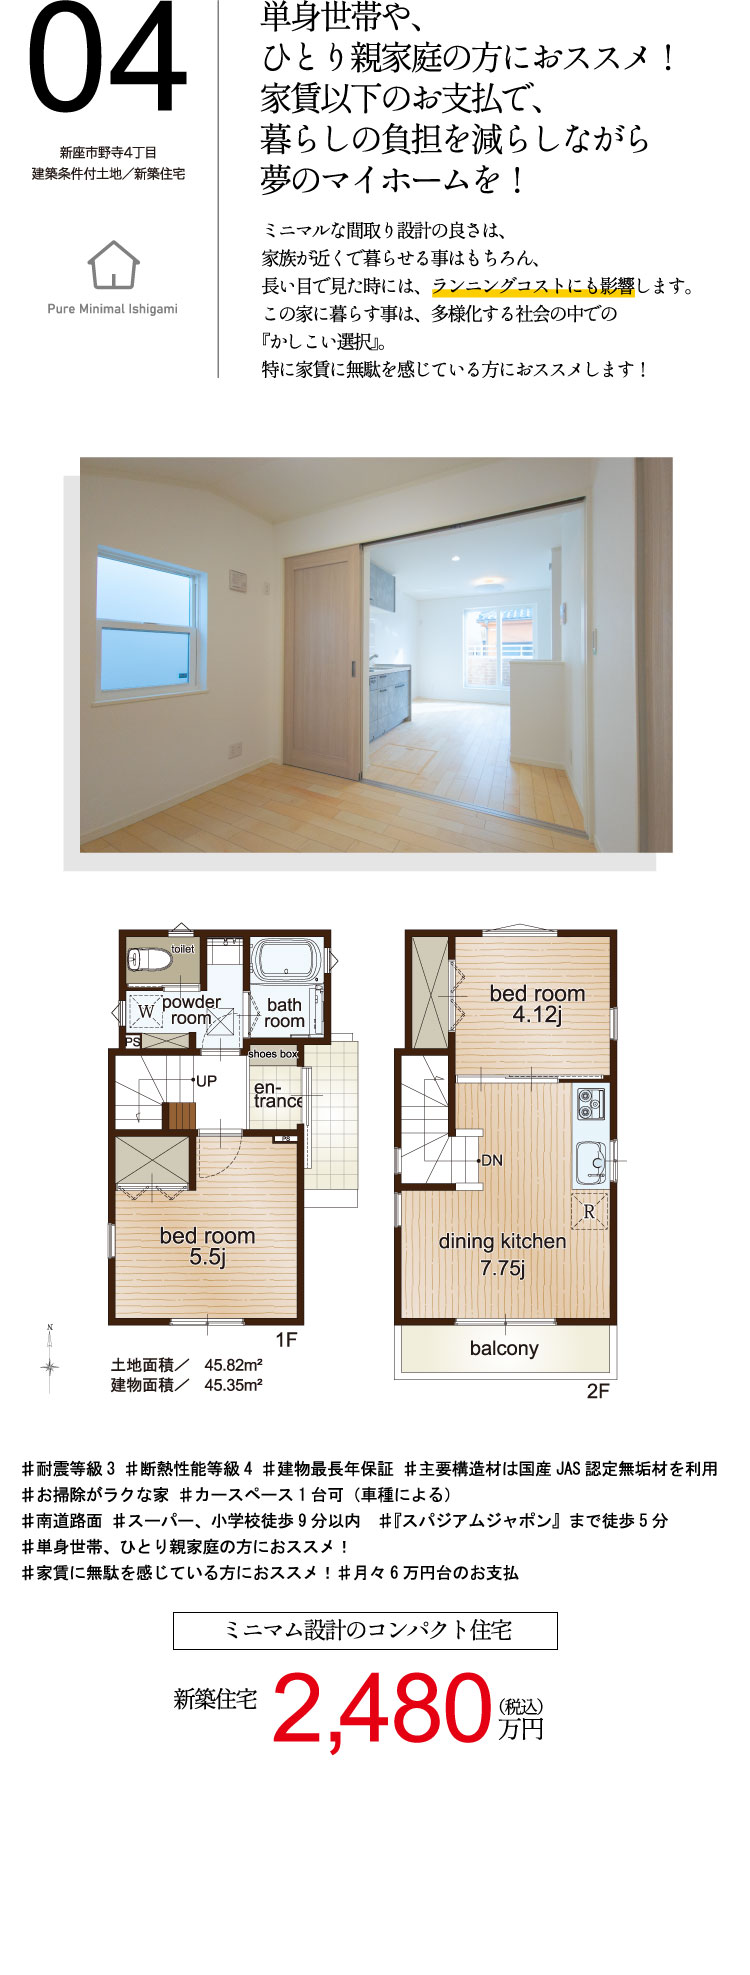 04
新座市野寺4丁目
建築条件付土地／新築住宅
Pure Minimal Ishigami
単身世帯や、
ひとり親家庭の方におススメ！
家賃以下のお支払で、
暮らしの負担を減らしながら
夢のマイホームを！
ミニマルな間取り設計の良さは、
家族が近くで暮らせる事はもちろん、
長い目で見た時には、ランニングコストにも影響します。
この家に暮らす事は、多様化する社会の中での
『かしこい選択』。
特に家賃に無駄を感じている方におススメします！
toilet
powder
room
W
bath
room
PS
shoes box
UP
en-
trance
PS
bed room
5.5j
1F
N
土地面積／　45.82m²
建物面積／　45.35m²
bed room
4.12j
DN
R
dining kitchen
7.75j
balcony
2F
＃耐震等級3 ＃断熱性能等級4 ＃建物最長年保証 ＃主要構造材は国産JAS認定無垢材を利用
＃お掃除がラクな家 ＃カースペース1台可（車種による）
＃南道路面 ＃スーパー、小学校徒歩9分以内　＃『スパジアムジャポン』まで徒歩5分
＃単身世帯、ひとり親家庭の方におススメ！
＃家賃に無駄を感じている方におススメ！＃月々6万円台のお支払
ミニマム設計のコンパクト住宅
新築住宅 2,480万円（税込）